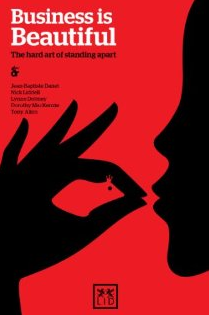 Business is
Beautiful
The hard art of standing apart
&
Jean-Baptiste Danet
Nick Liddell
Lynne Dobney
Dorothy MacKenzie
Tony Allen
LID